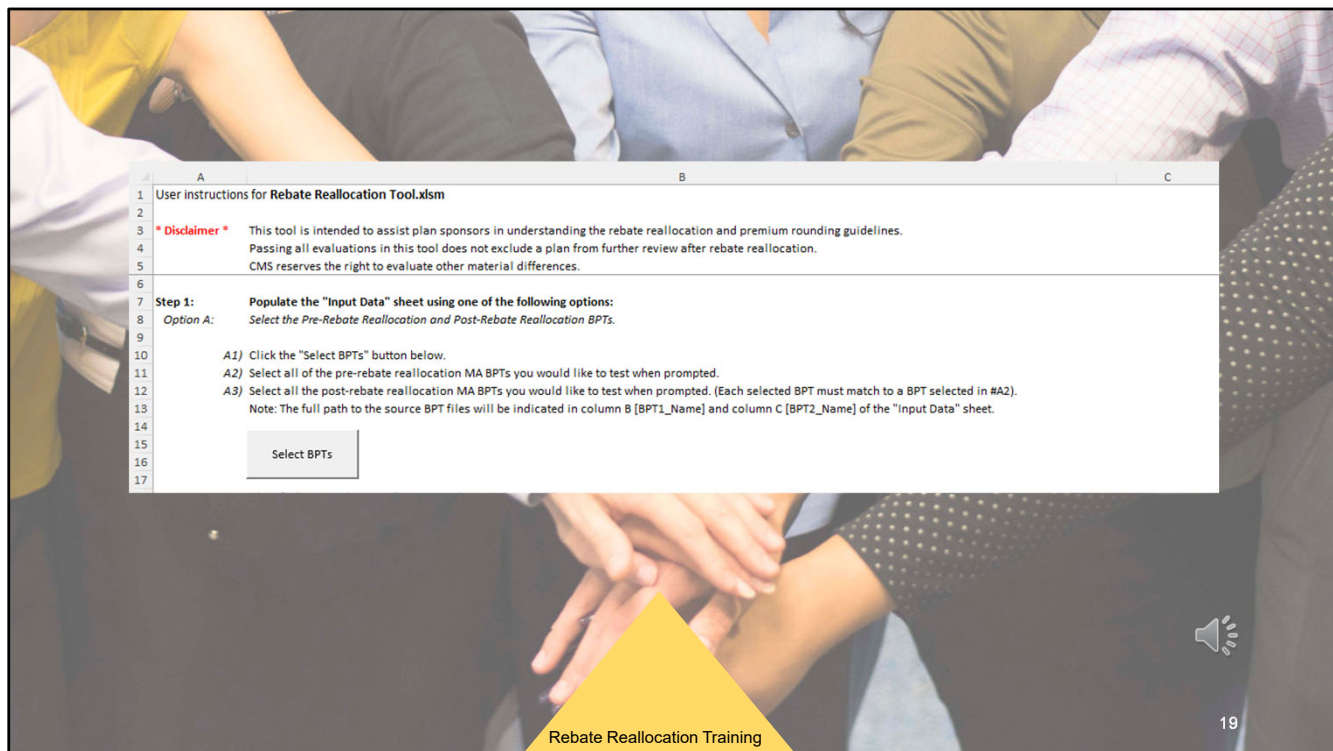 A B C
1 User instructions for Rebate Reallocation Tool.xlsm
2
3 * Disclaimer * This tool is intended to assist plan sponsors in understanding the rebate reallocation and premium rounding guidelines.
4 Passing all evaluations in this tool does not exclude a plan from further review after rebate reallocation.
5 CMS reserves the right to evaluate other material differences.
6
7 Step 1: Populate the "Input Data" sheet using one of the following options:
8 Option A: Select the Pre-Rebate Reallocation and Post-Rebate Reallocation BPTs.
9
10 A1) Click the "Select BPTs" button below.
11 A2) Select all of the pre-rebate reallocation MA BPTs you would like to test when prompted.
12 A3) Select all the post-rebate reallocation MA BPTs you would like to test when prompted. (Each selected BPT must match to a BPT selected in #A2).
13 Note: The full path to the source BPT files will be indicated in column B [BPT1_Name] and column C [BPT2_Name] of the "Input Data" sheet.
14
15 Select BPTs
16
17
Rebate Reallocation Training
19